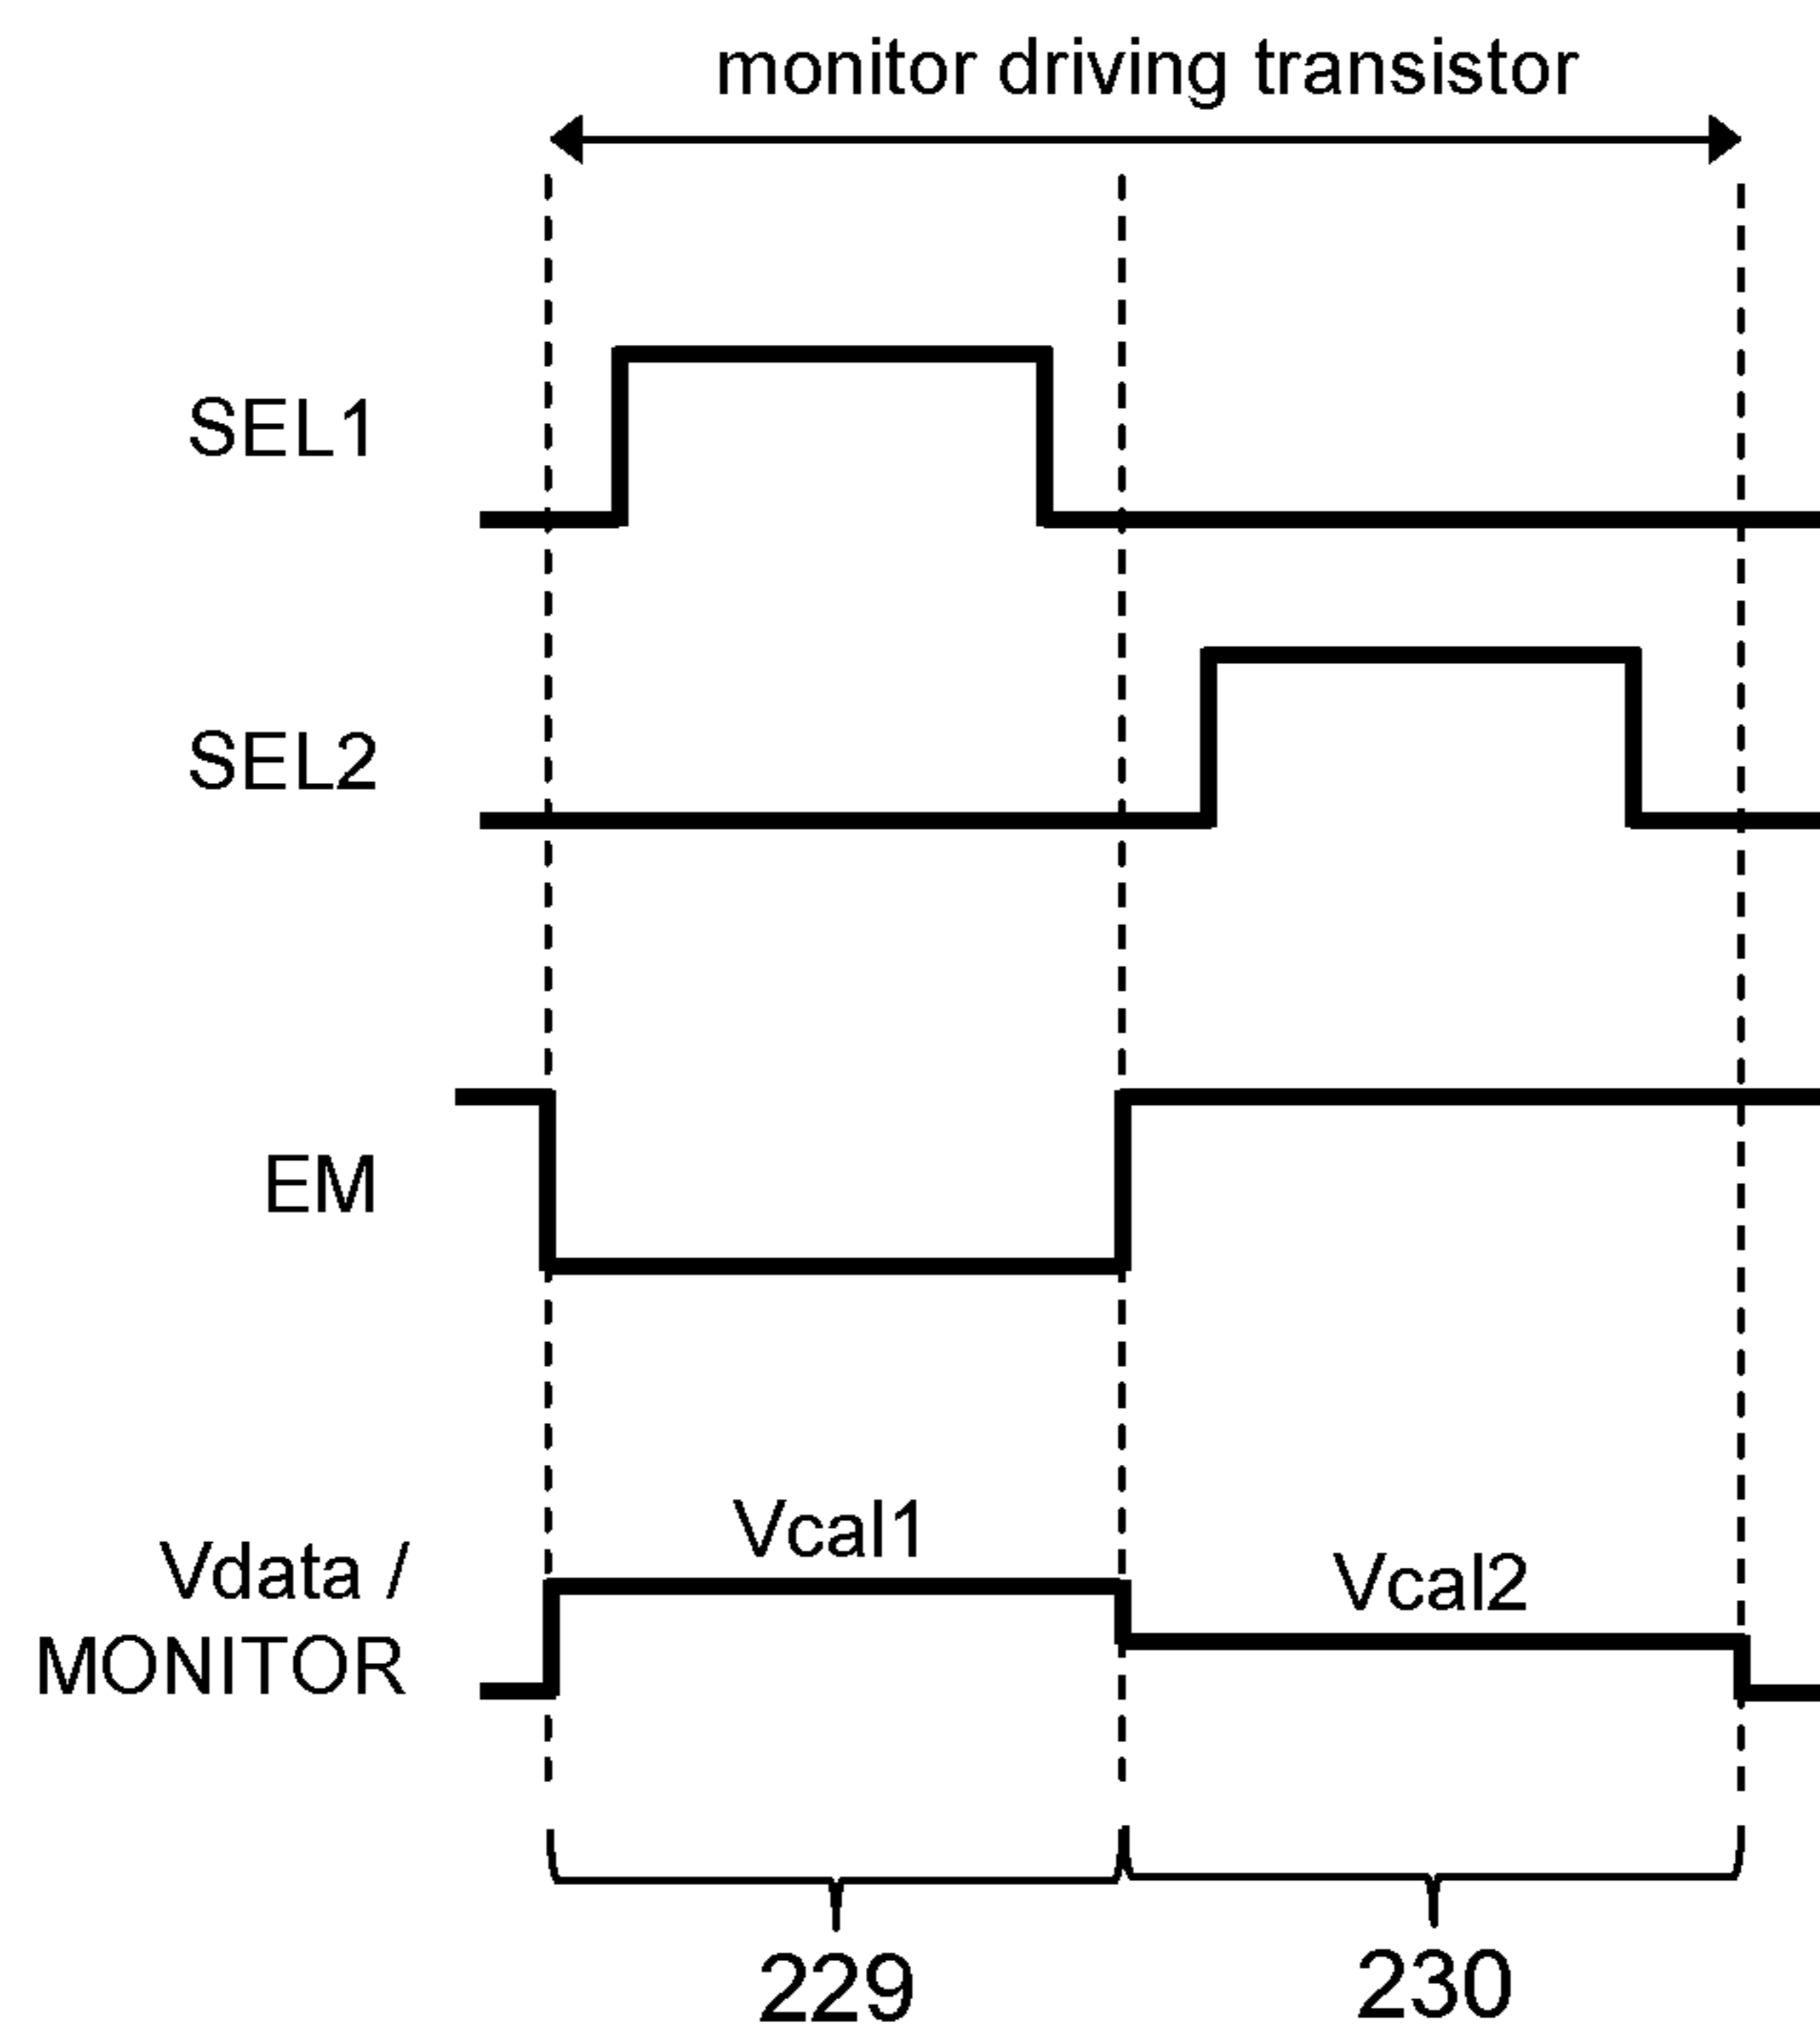 monitor driving transistor
SEL1
SEL2
EM
Vcal1
Vcal2
Vdata /
MONITOR
229
230